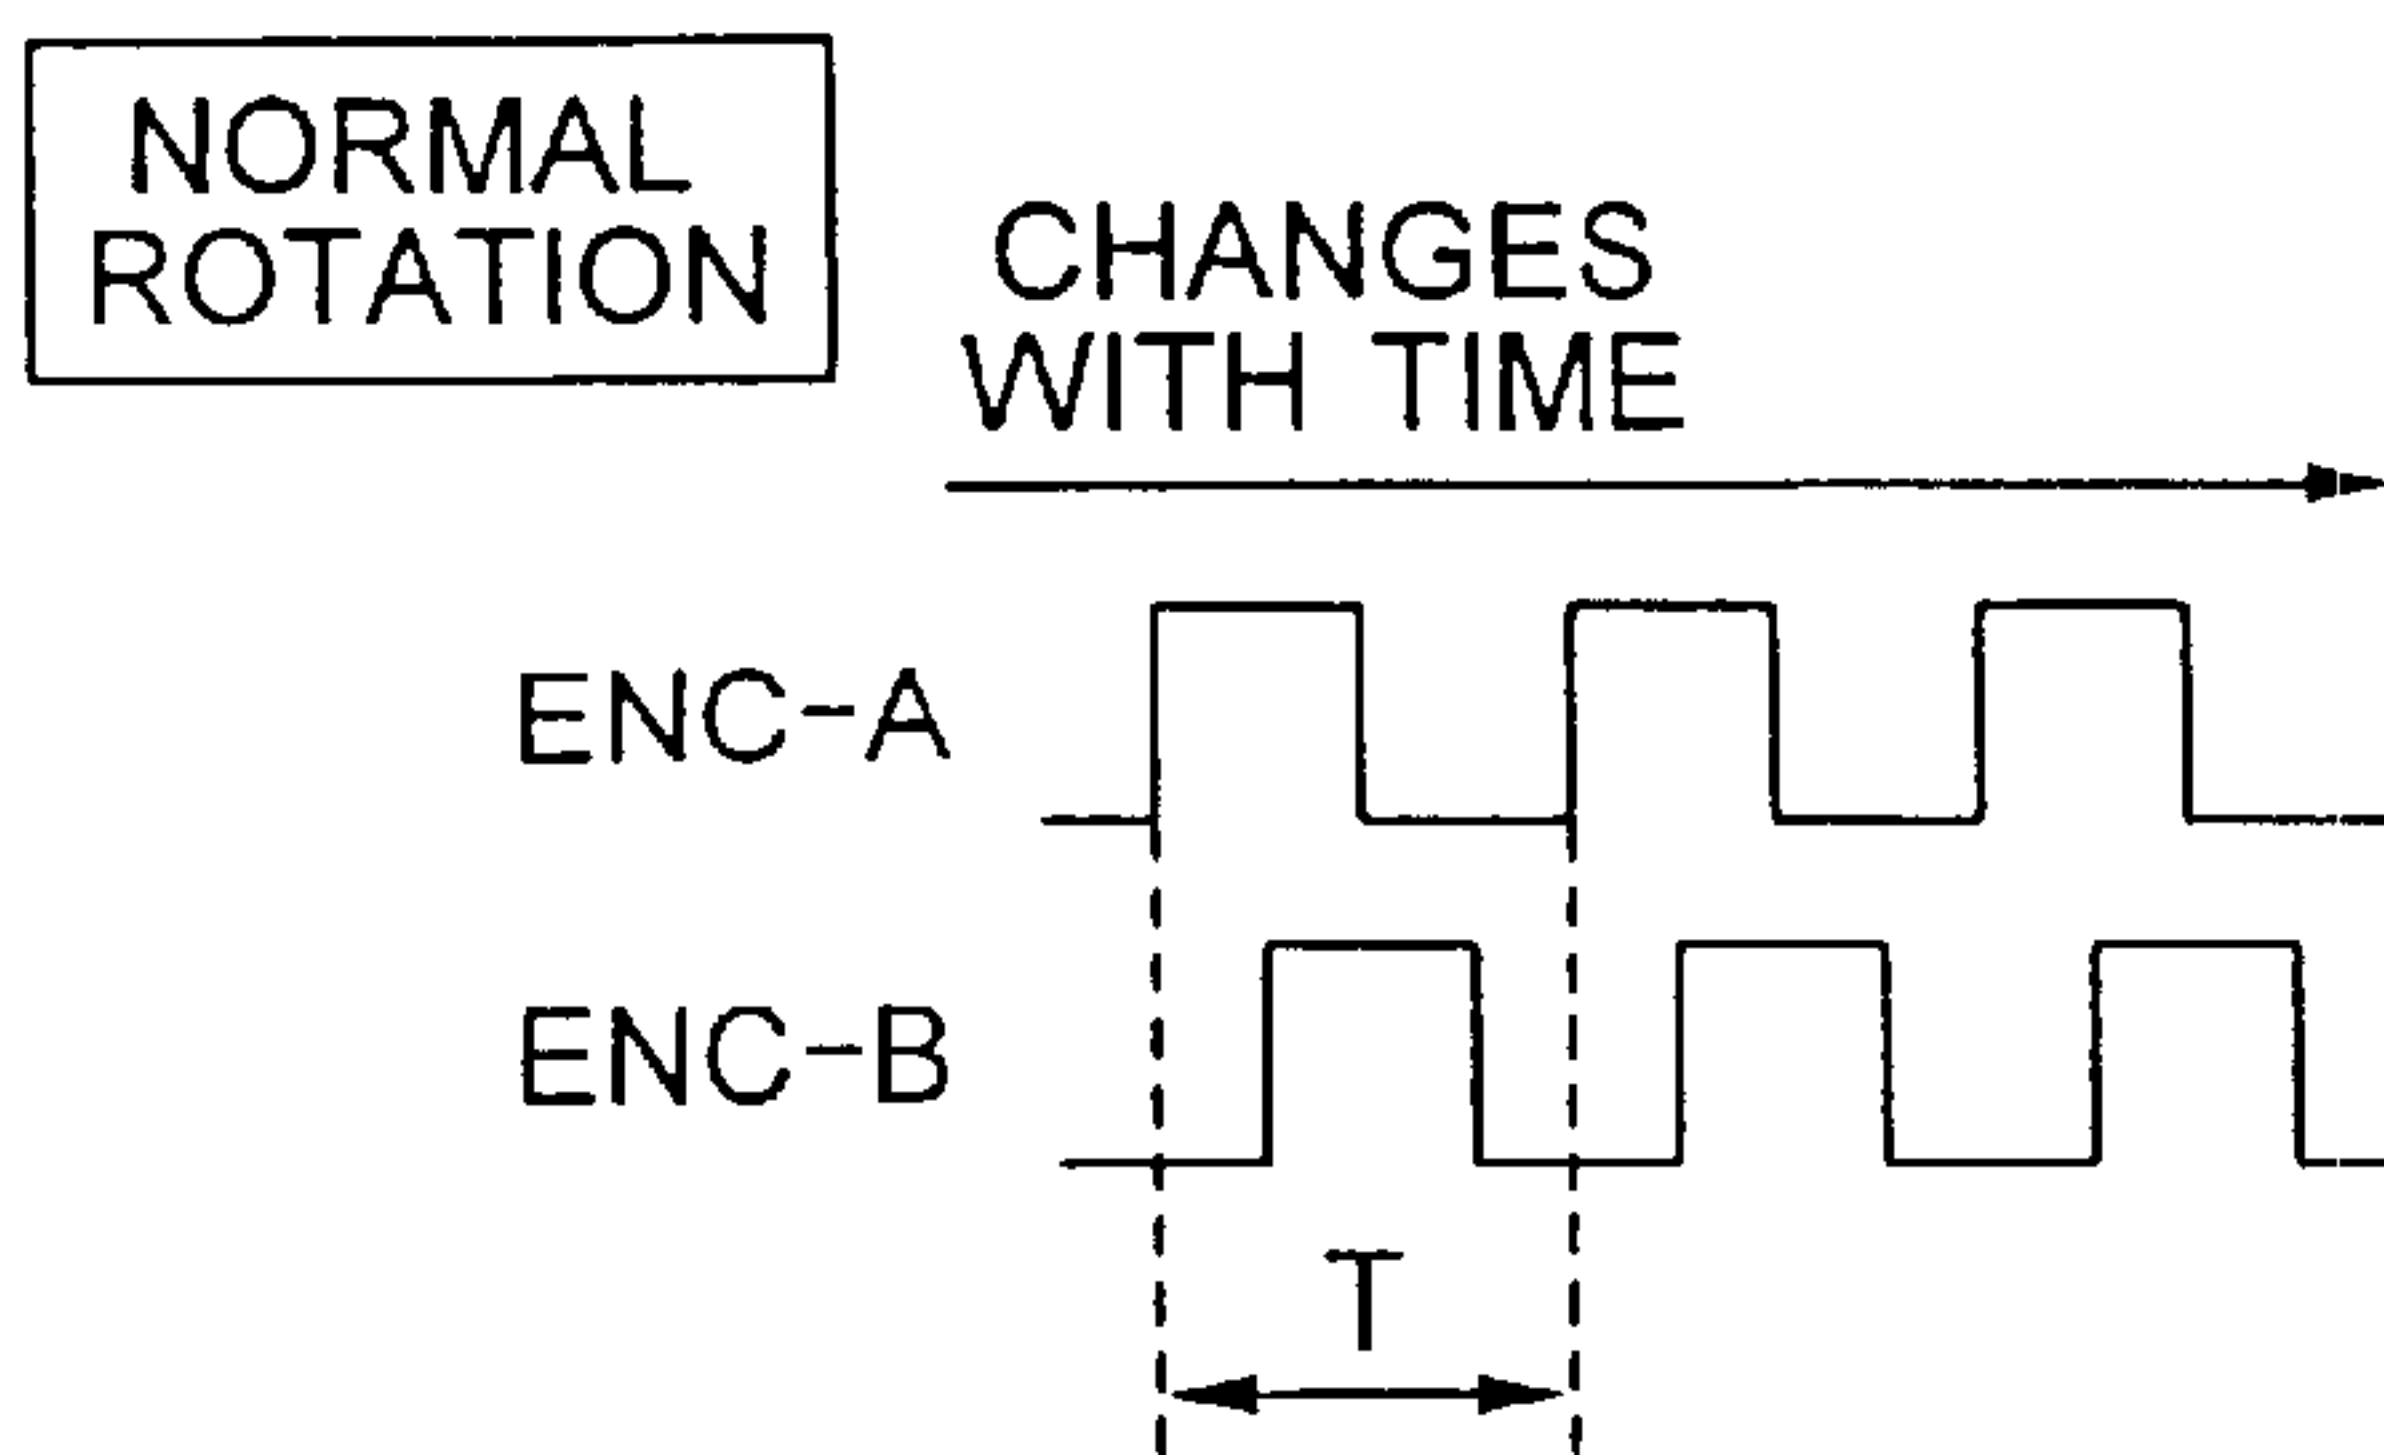 NORMAL
ROTATION
CHANGES
WITH TIME
ENC-A
ENC-B
T